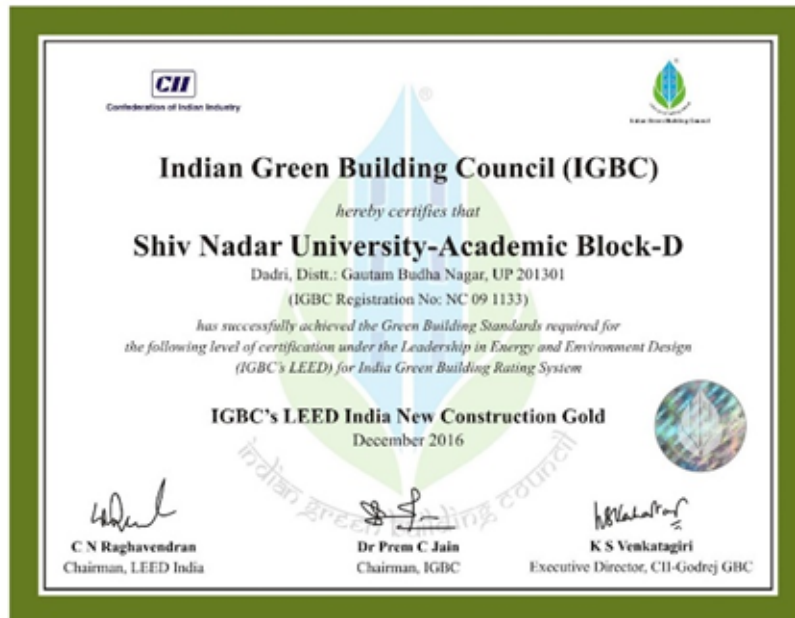 CII
Confederation of Indian Industry
Indian Green Building Council
Indian Green Building Council (IGBC)
hereby certifies that
Shiv Nadar University-Academic Block-D
Dadri, Distt.: Gautam Budha Nagar, UP 201301
(IGBC Registration No: NC 09 1133)
has successfully achieved the Green Building Standards required for
the following level of certification under the Leadership in Energy and Environment Design
(IGBC's LEED) for India Green Building Rating System
IGBC's LEED India New Construction Gold
December 2016
indian green building council
C N Raghavendran
Chairman, LEED India
Dr Prem C Jain
Chairman, IGBC
K S Venkatagiri
Executive Director, CII-Godrej GBC